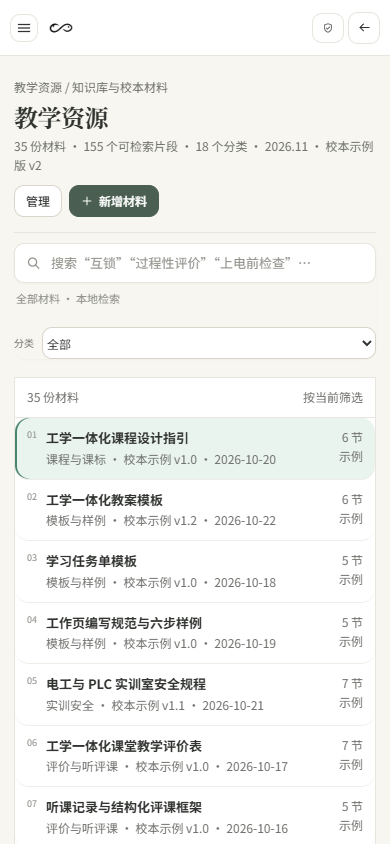 教学资源 / 知识库与校本材料
教学资源
35 份材料 • 155 个可检索片段 • 18 个分类 • 2026.11 • 校本示例
版 v2
管理
+ 新增材料
搜索“互锁”“过程性评价”“上电前检查”…
全部材料 • 本地检索
分类 全部
35 份材料 按当前筛选
01 工学一体化课程设计指引 6 节
课程与课标 • 校本示例 v1.0 • 2026-10-20 示例
02 工学一体化教案模板 6 节
模板与样例 • 校本示例 v1.2 • 2026-10-22 示例
03 学习任务单模板 5 节
模板与样例 • 校本示例 v1.0 • 2026-10-18 示例
04 工作页编写规范与六步样例 5 节
模板与样例 • 校本示例 v1.0 • 2026-10-19 示例
05 电工与 PLC 实训室安全规程 7 节
实训安全 • 校本示例 v1.1 • 2026-10-21 示例
06 工学一体化课堂教学评价表 7 节
评价与听评课 • 校本示例 v1.0 • 2026-10-17 示例
07 听课记录与结构化评课框架 5 节
评价与听评课 • 校本示例 v1.0 • 2026-10-16 示例